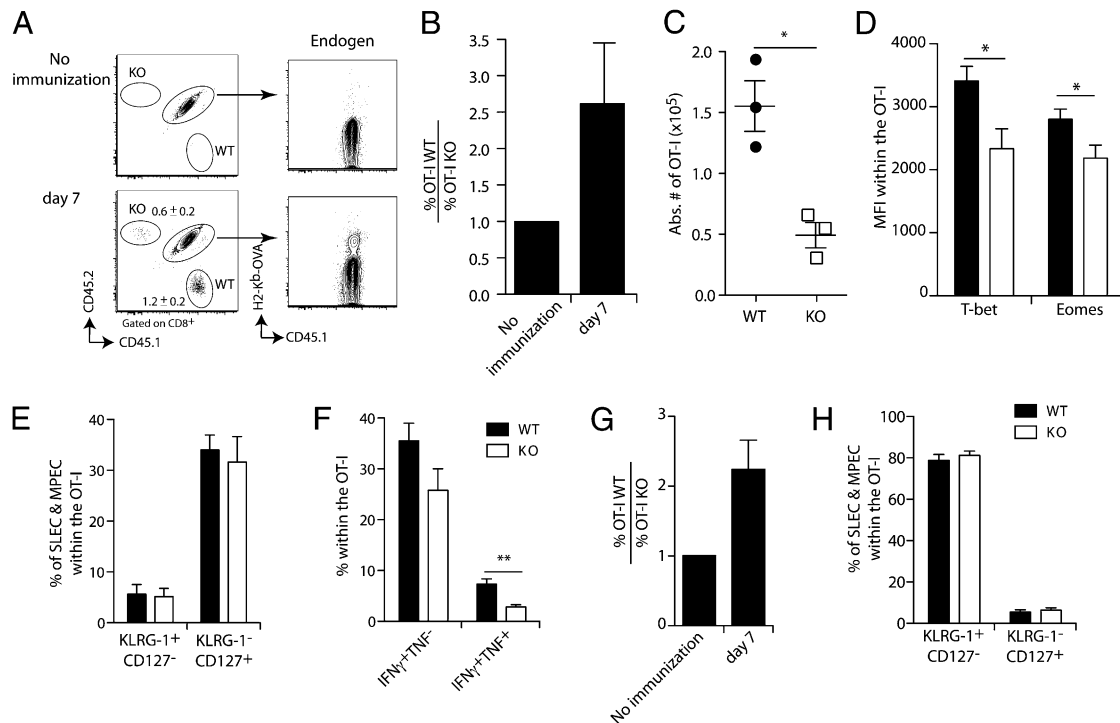 A
No
immunization
KO
WT
Endogen
day 7
KO
0.6 ± 0.2
WT
1.2 ± 0.2
Gated on CD8+
CD45.2
CD45.1
H2-Kb-OVA
CD45.1
B
% OT-I WT
% OT-I KO
3.5
3.0
2.5
2.0
1.5
1.0
0.5
0.0
No
immunization
day 7
C
*
Abs. # of OT-I (x10⁵)
2.0
1.5
1.0
0.5
0.0
WT
KO
D
MFI within the OT-I
4000
3000
2000
1000
0
*
*
T-bet
Eomes
E
% of SLEC & MPEC
within the OT-I
40
30
20
10
0
KLRG-1+
CD127-
KLRG-1-
CD127+
F
% within the OT-I
40
30
20
10
0
WT
KO
**
IFNγ+TNF-
IFNγ+TNF+
G
% OT-I WT
% OT-I KO
3
2
1
0
No immunization
day 7
H
% of SLEC & MPEC
within the OT-I
100
80
60
40
20
0
WT
KO
KLRG-1+
CD127-
KLRG-1-
CD127+